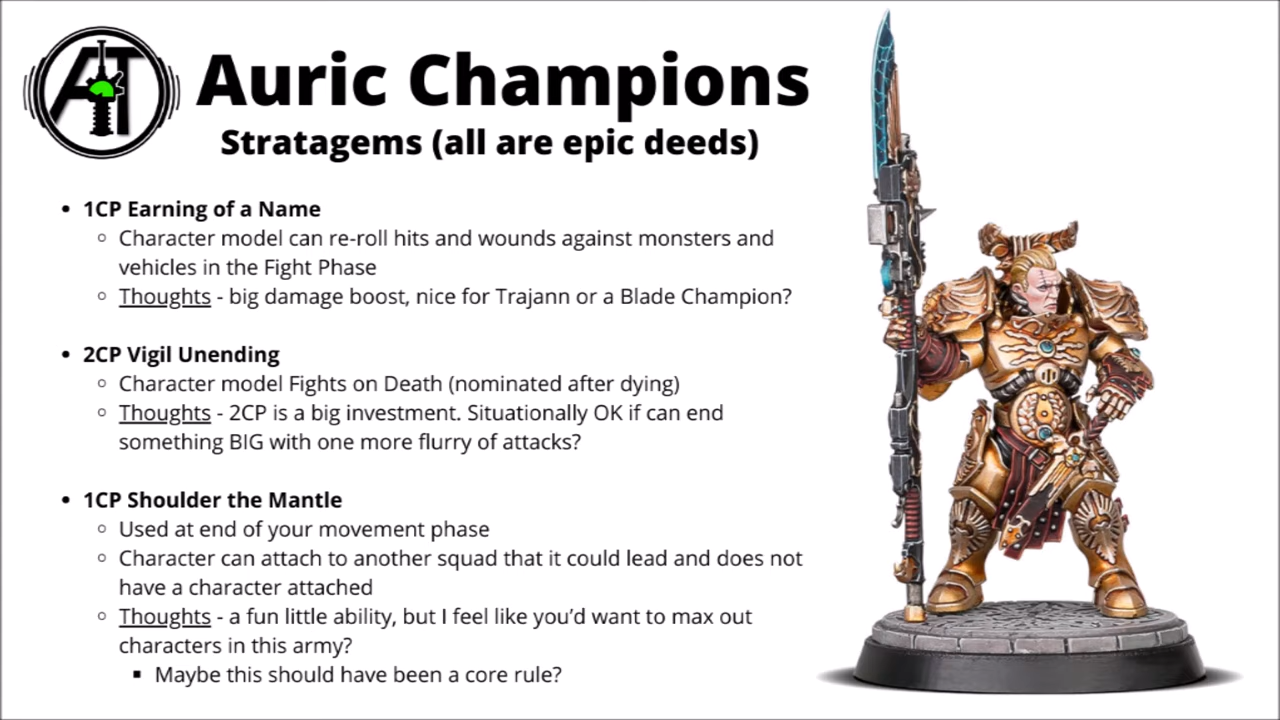 AT
Auric Champions
Stratagems (all are epic deeds)
• 1CP Earning of a Name
○ Character model can re-roll hits and wounds against monsters and
vehicles in the Fight Phase
○ Thoughts - big damage boost, nice for Trajann or a Blade Champion?
• 2CP Vigil Unending
○ Character model Fights on Death (nominated after dying)
○ Thoughts - 2CP is a big investment. Situationally OK if can end
something BIG with one more flurry of attacks?
• 1CP Shoulder the Mantle
○ Used at end of your movement phase
○ Character can attach to another squad that it could lead and does not
have a character attached
○ Thoughts - a fun little ability, but I feel like you’d want to max out
characters in this army?
▪ Maybe this should have been a core rule?